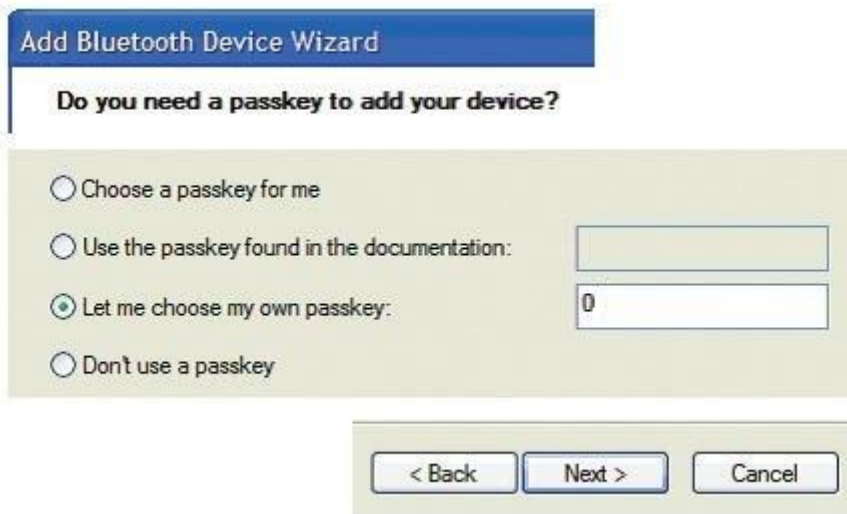 Add Bluetooth Device Wizard
Do you need a passkey to add your device?
Choose a passkey for me
Use the passkey found in the documentation:
Let me choose my own passkey:
0
Don't use a passkey
< Back
Next >
Cancel